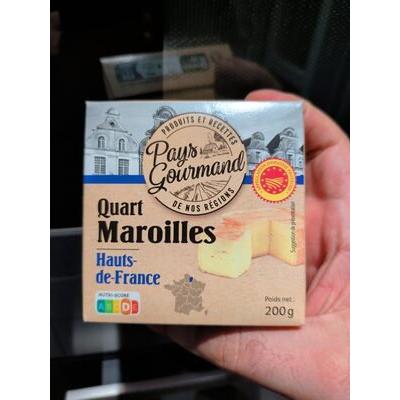 PRODUITS ET RECETTES
Pays
Gourmand
DE NOS RÉGIONS
Quart
Maroilles
Hauts-
de-France
Suggestion de présentation
NUTRI-SCORE
A B C D E
Poids net :
200 g